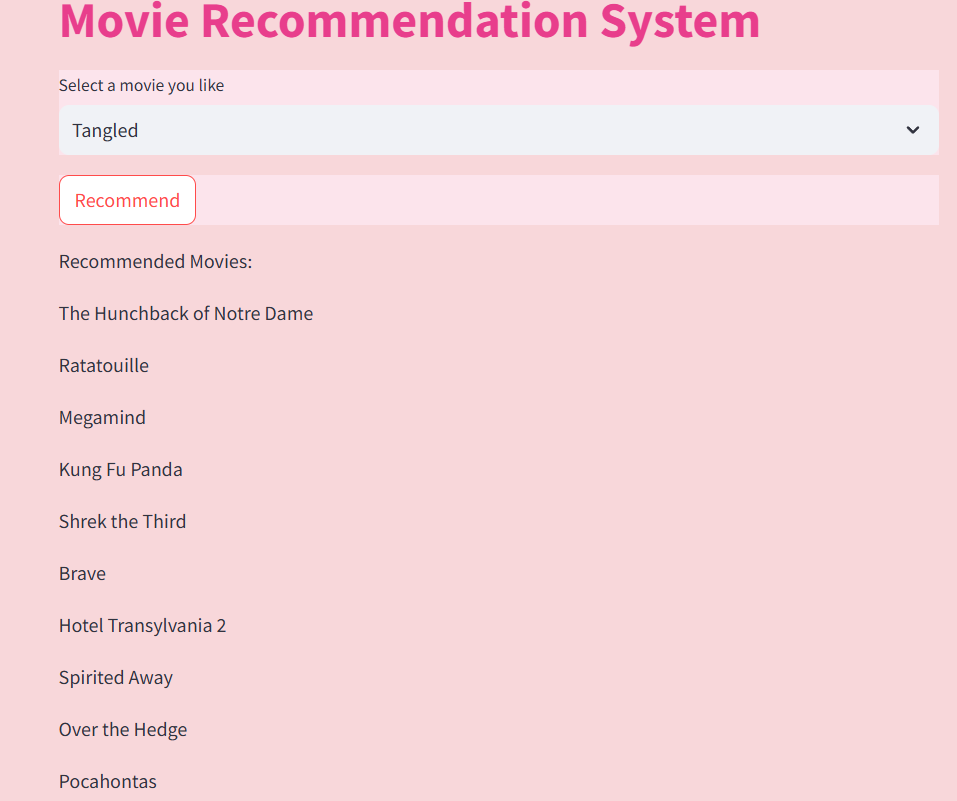 Movie Recommendation System
Select a movie you like
Tangled
Recommend
Recommended Movies:
The Hunchback of Notre Dame
Ratatouille
Megamind
Kung Fu Panda
Shrek the Third
Brave
Hotel Transylvania 2
Spirited Away
Over the Hedge
Pocahontas